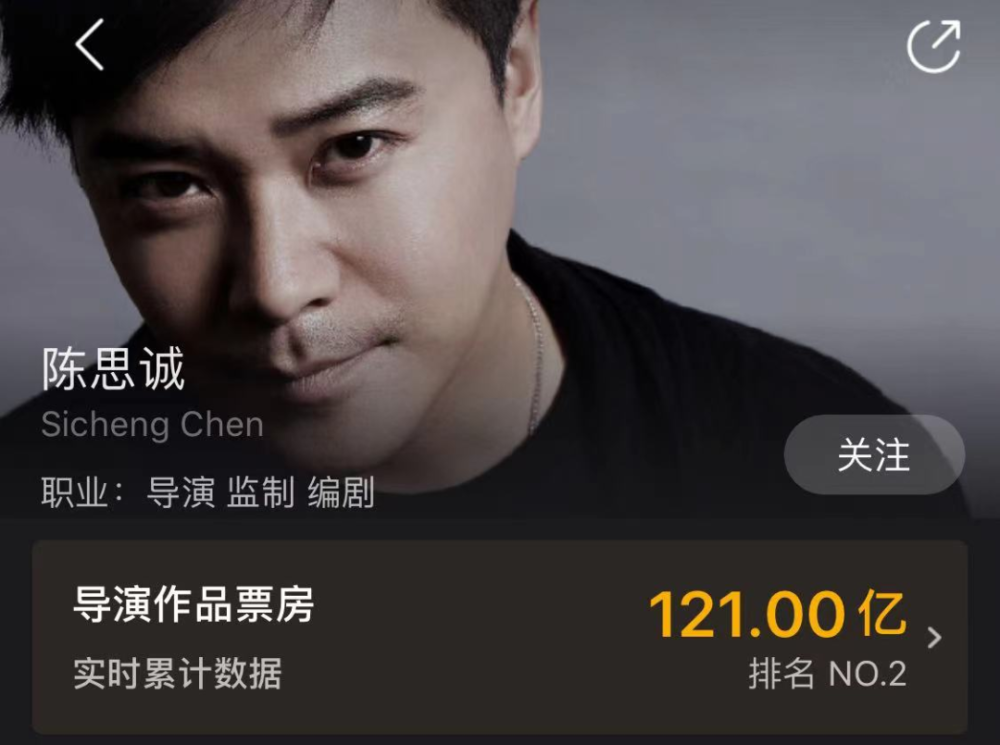 陈思诚
Sicheng Chen
关注
职业：导演 监制 编剧
导演作品票房
121.00亿
实时累计数据
排名 NO.2